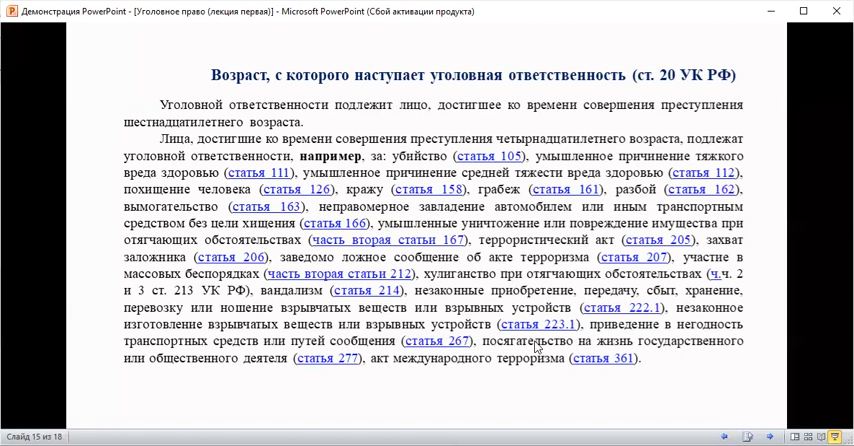 Демонстрация PowerPoint - [Уголовное право (лекция первая)] - Microsoft PowerPoint (Сбой активации продукта)
Возраст, с которого наступает уголовная ответственность (ст. 20 УК РФ)
Уголовной ответственности подлежит лицо, достигшее ко времени совершения преступления
шестнадцатилетнего возраста.
Лица, достигшие ко времени совершения преступления четырнадцатилетнего возраста, подлежат
уголовной ответственности, например, за: убийство (статья 105), умышленное причинение тяжкого
вреда здоровью (статья 111), умышленное причинение средней тяжести вреда здоровью (статья 112),
похищение человека (статья 126), кражу (статья 158), грабеж (статья 161), разбой (статья 162),
вымогательство (статья 163), неправомерное завладение автомобилем или иным транспортным
средством без цели хищения (статья 166), умышленные уничтожение или повреждение имущества при
отягчающих обстоятельствах (часть вторая статьи 167), террористический акт (статья 205), захват
заложника (статья 206), заведомо ложное сообщение об акте терроризма (статья 207), участие в
массовых беспорядках (часть вторая статьи 212), хулиганство при отягчающих обстоятельствах (ч.ч. 2
и 3 ст. 213 УК РФ), вандализм (статья 214), незаконные приобретение, передачу, сбыт, хранение,
перевозку или ношение взрывчатых веществ или взрывных устройств (статья 222.1), незаконное
изготовление взрывчатых веществ или взрывных устройств (статья 223.1), приведение в негодность
транспортных средств или путей сообщения (статья 267), посягательство на жизнь государственного
или общественного деятеля (статья 277), акт международного терроризма (статья 361).
Слайд 15 из 18